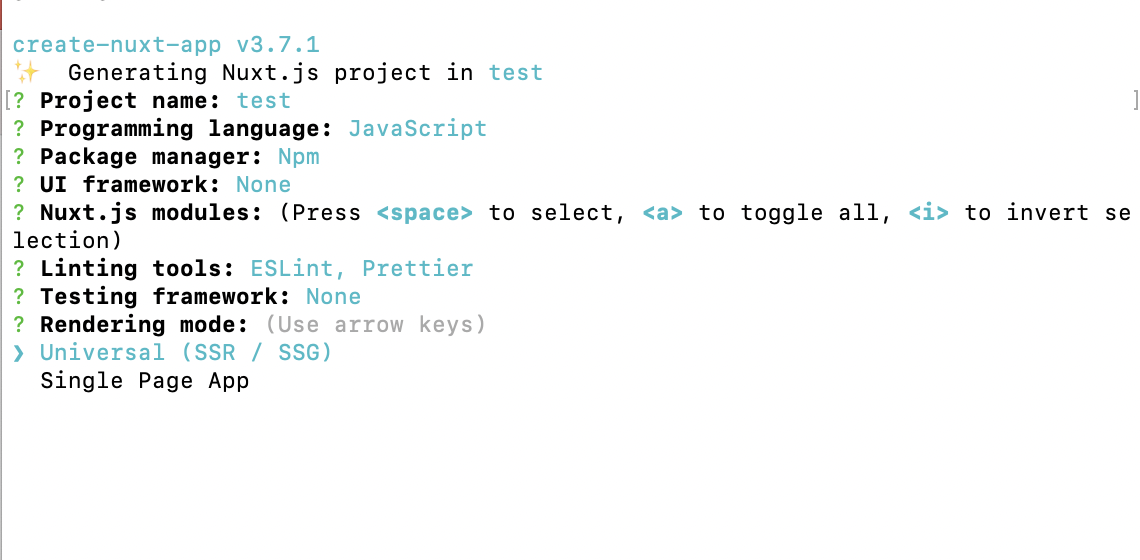 create-nuxt-app v3.7.1
✨  Generating Nuxt.js project in test
[? Project name: test ]
? Programming language: JavaScript
? Package manager: Npm
? UI framework: None
? Nuxt.js modules: (Press <space> to select, <a> to toggle all, <i> to invert se
lection)
? Linting tools: ESLint, Prettier
? Testing framework: None
? Rendering mode: (Use arrow keys)
❯ Universal (SSR / SSG)
  Single Page App